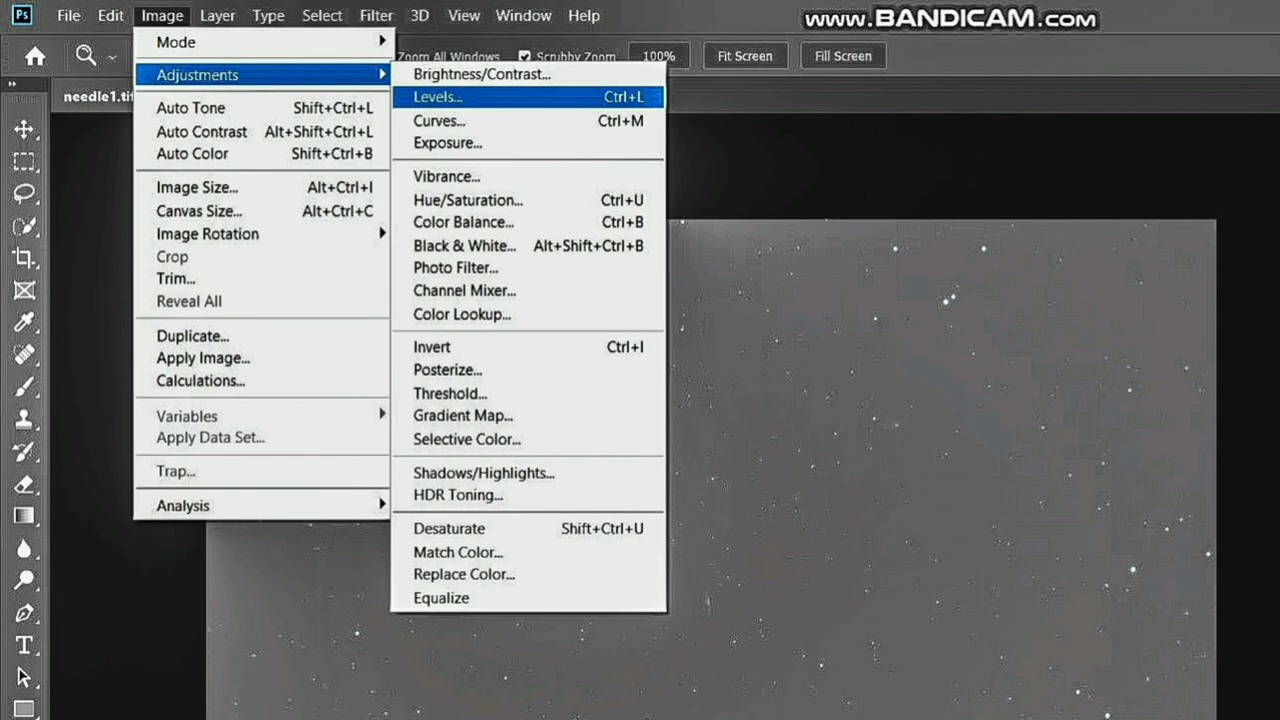 Ps File Edit Image Layer Type Select Filter 3D View Window Help
www.BANDICAM.com
Zoom All Windows Scrubby Zoom 100% Fit Screen Fill Screen
needle1.tif
Mode
Adjustments
Auto Tone Shift+Ctrl+L
Auto Contrast Alt+Shift+Ctrl+L
Auto Color Shift+Ctrl+B
Image Size... Alt+Ctrl+I
Canvas Size... Alt+Ctrl+C
Image Rotation
Crop
Trim...
Reveal All
Duplicate...
Apply Image...
Calculations...
Variables
Apply Data Set...
Trap...
Analysis
Brightness/Contrast...
Levels... Ctrl+L
Curves... Ctrl+M
Exposure...
Vibrance...
Hue/Saturation... Ctrl+U
Color Balance... Ctrl+B
Black & White... Alt+Shift+Ctrl+B
Photo Filter...
Channel Mixer...
Color Lookup...
Invert Ctrl+I
Posterize...
Threshold...
Gradient Map...
Selective Color...
Shadows/Highlights...
HDR Toning...
Desaturate Shift+Ctrl+U
Match Color...
Replace Color...
Equalize